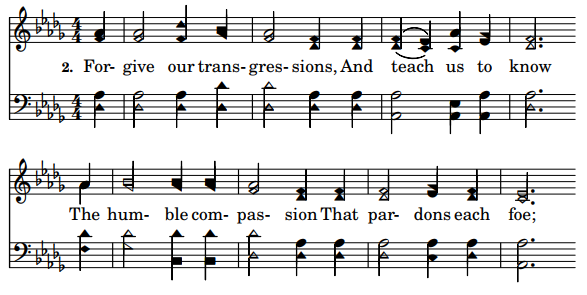 2. For- give our trans- gres- sions, And teach us to know
The hum- ble com- pas- sion That par- dons each foe;